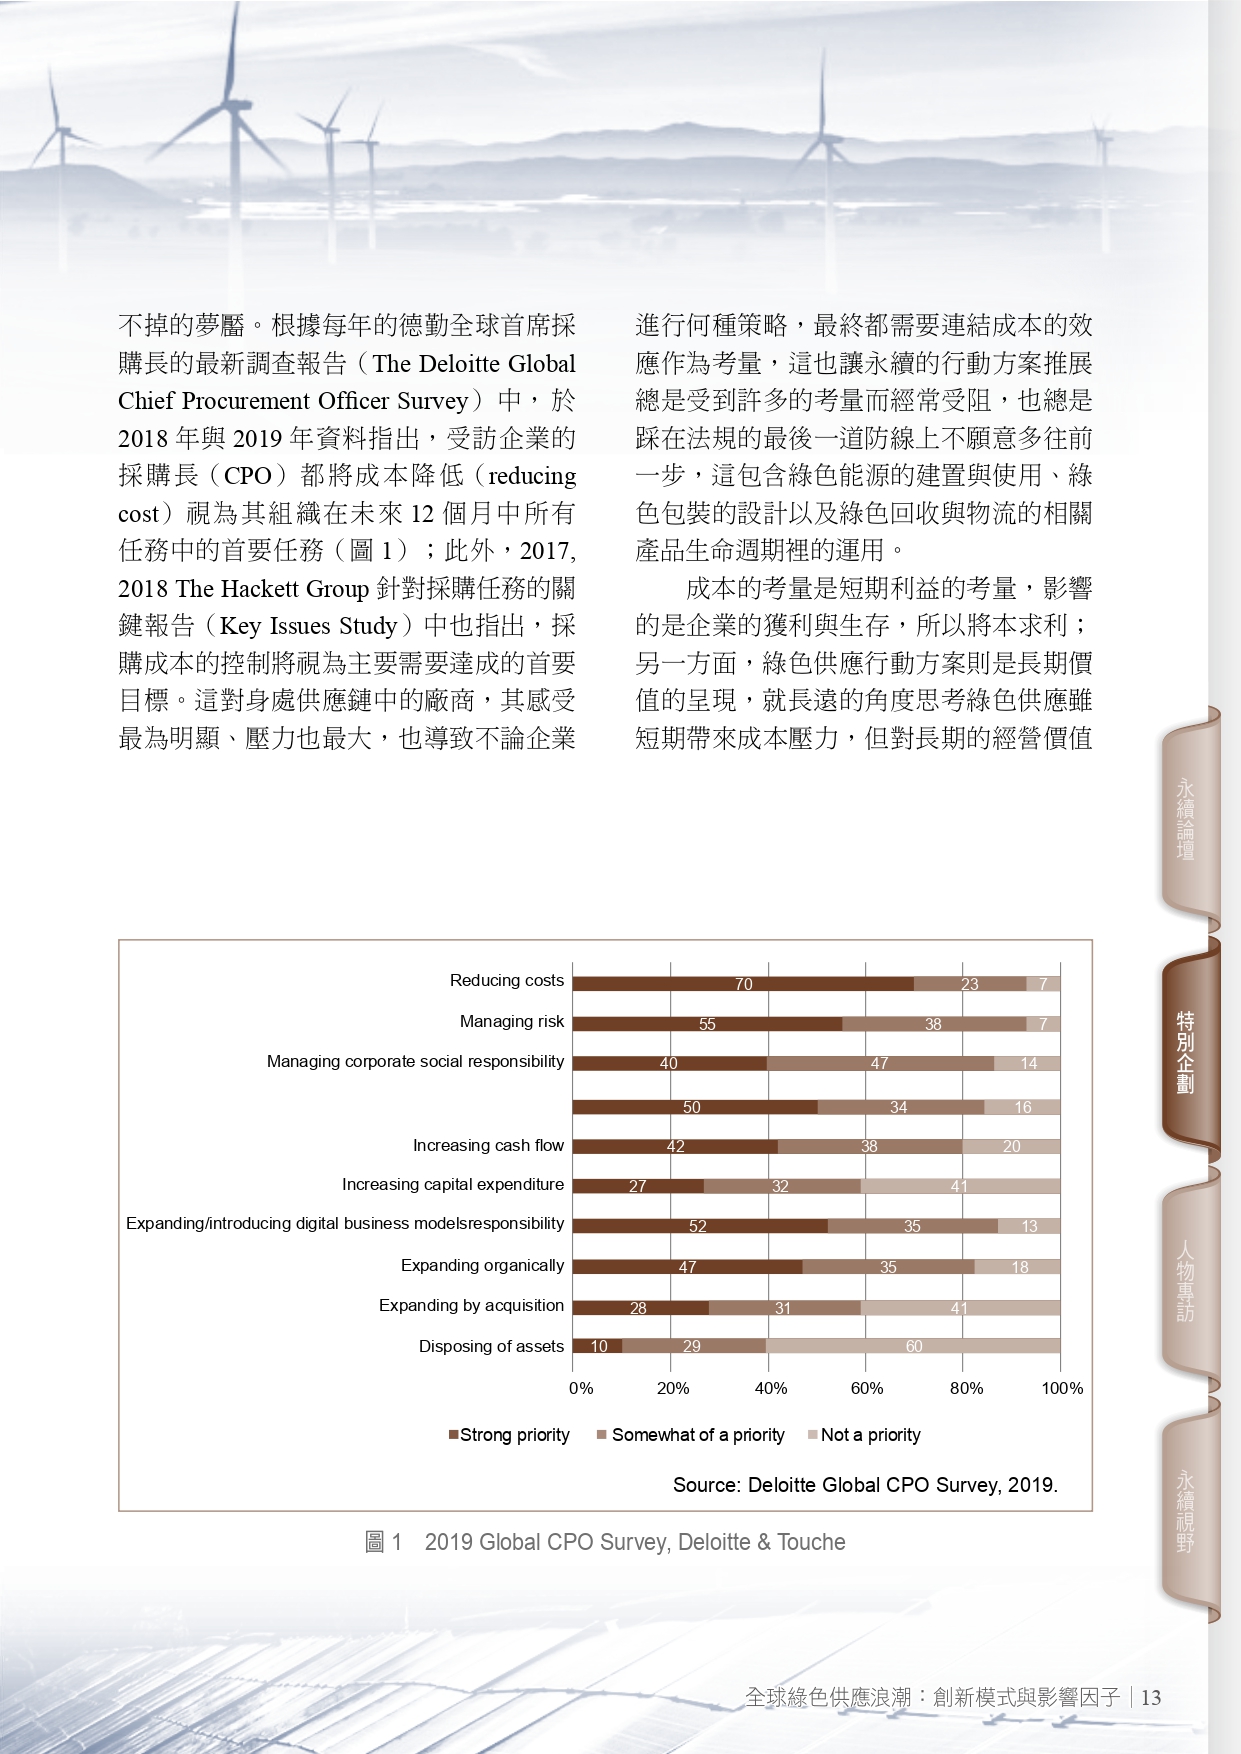 不掉的夢靨。根據每年的德勤全球首席採
購長的最新調查報告（The Deloitte Global
Chief Procurement Officer Survey）中，於
2018 年與 2019 年資料指出，受訪企業的
採購長（CPO）都將成本降低（reducing
cost）視為其組織在未來 12 個月中所有
任務中的首要任務（圖 1）；此外，2017,
2018 The Hackett Group 針對採購任務的關
鍵報告（Key Issues Study）中也指出，採
購成本的控制將視為主要需要達成的首要
目標。這對身處供應鏈中的廠商，其感受
最為明顯、壓力也最大，也導致不論企業
進行何種策略，最終都需要連結成本的效
應作為考量，這也讓永續的行動方案推展
總是受到許多的考量而經常受阻，也總是
踩在法規的最後一道防線上不願意多往前
一步，這包含綠色能源的建置與使用、綠
色包裝的設計以及綠色回收與物流的相關
產品生命週期裡的運用。
成本的考量是短期利益的考量，影響
的是企業的獲利與生存，所以將本求利；
另一方面，綠色供應行動方案則是長期價
值的呈現，就長遠的角度思考綠色供應雖
短期帶來成本壓力，但對長期的經營價值
永續論壇
特別企劃
人物專訪
永續視野
Reducing costs 70 23 7
Managing risk 55 38 7
Managing corporate social responsibility 40 47 14
50 34 16
Increasing cash flow 42 38 20
Increasing capital expenditure 27 32 41
Expanding/introducing digital business modelsresponsibility 52 35 13
Expanding organically 47 35 18
Expanding by acquisition 28 31 41
Disposing of assets 10 29 60
0% 20% 40% 60% 80% 100%
Strong priority Somewhat of a priority Not a priority
Source: Deloitte Global CPO Survey, 2019.
圖 1 2019 Global CPO Survey, Deloitte & Touche
全球綠色供應浪潮：創新模式與影響因子｜13